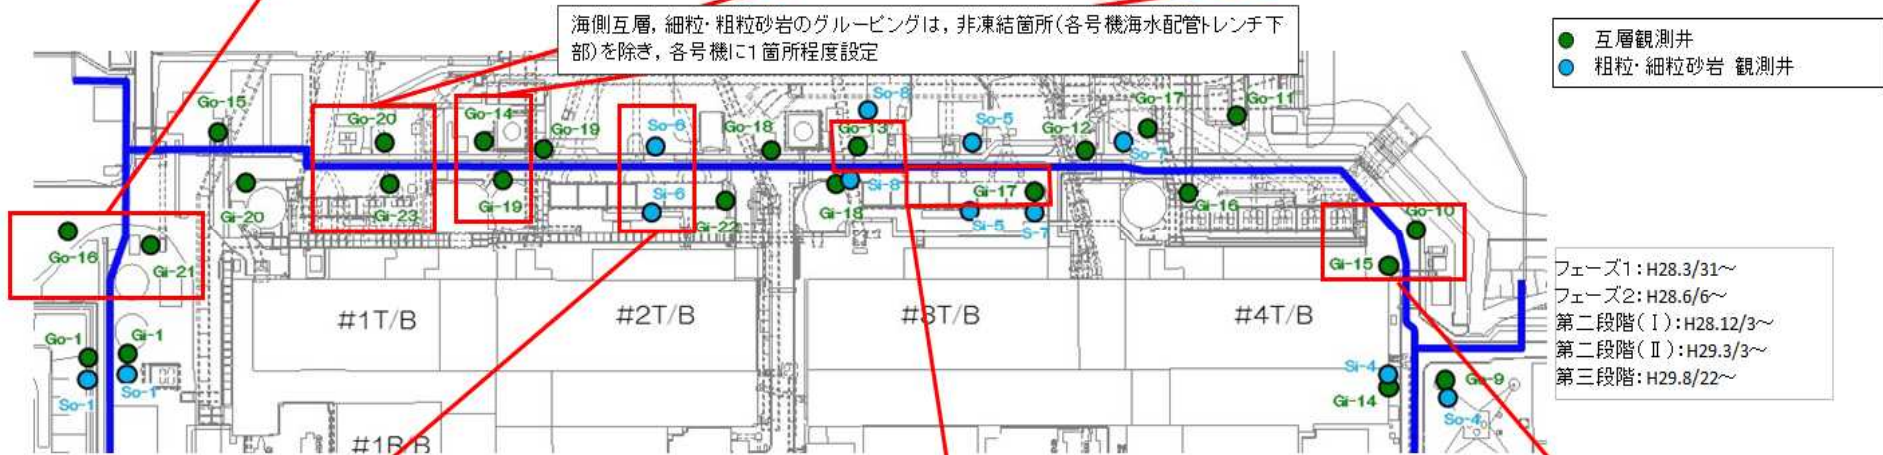 海側互層，細粒・粗粒砂岩のグルーピングは，非凍結箇所(各号機海水配管トレンチ下
部)を除き，各号機に1箇所程度設定
互層観測井
粗粒・細粒砂岩 観測井
Go-15
Go-20
Go-14
Go-19
So-6
Go-18
So-8
Go-13
So-5
Go-12
Go-17
So-7
Go-11
Gi-20
Gi-23
Gi-19
Si-6
Gi-22
Gi-18
Si-8
Gi-17
Si-5
S-7
Gi-16
Go-10
Gi-15
Go-16
Gi-21
#1T/B
#2T/B
#3T/B
#4T/B
Go-1
Gi-1
So-1
So-1
Si-4
Gi-14
Go-9
So-4
#1R/B
フェーズ1：H28.3/31～
フェーズ2：H28.6/6～
第二段階(Ⅰ)：H28.12/3～
第二段階(Ⅱ)：H29.3/3～
第三段階：H29.8/22～